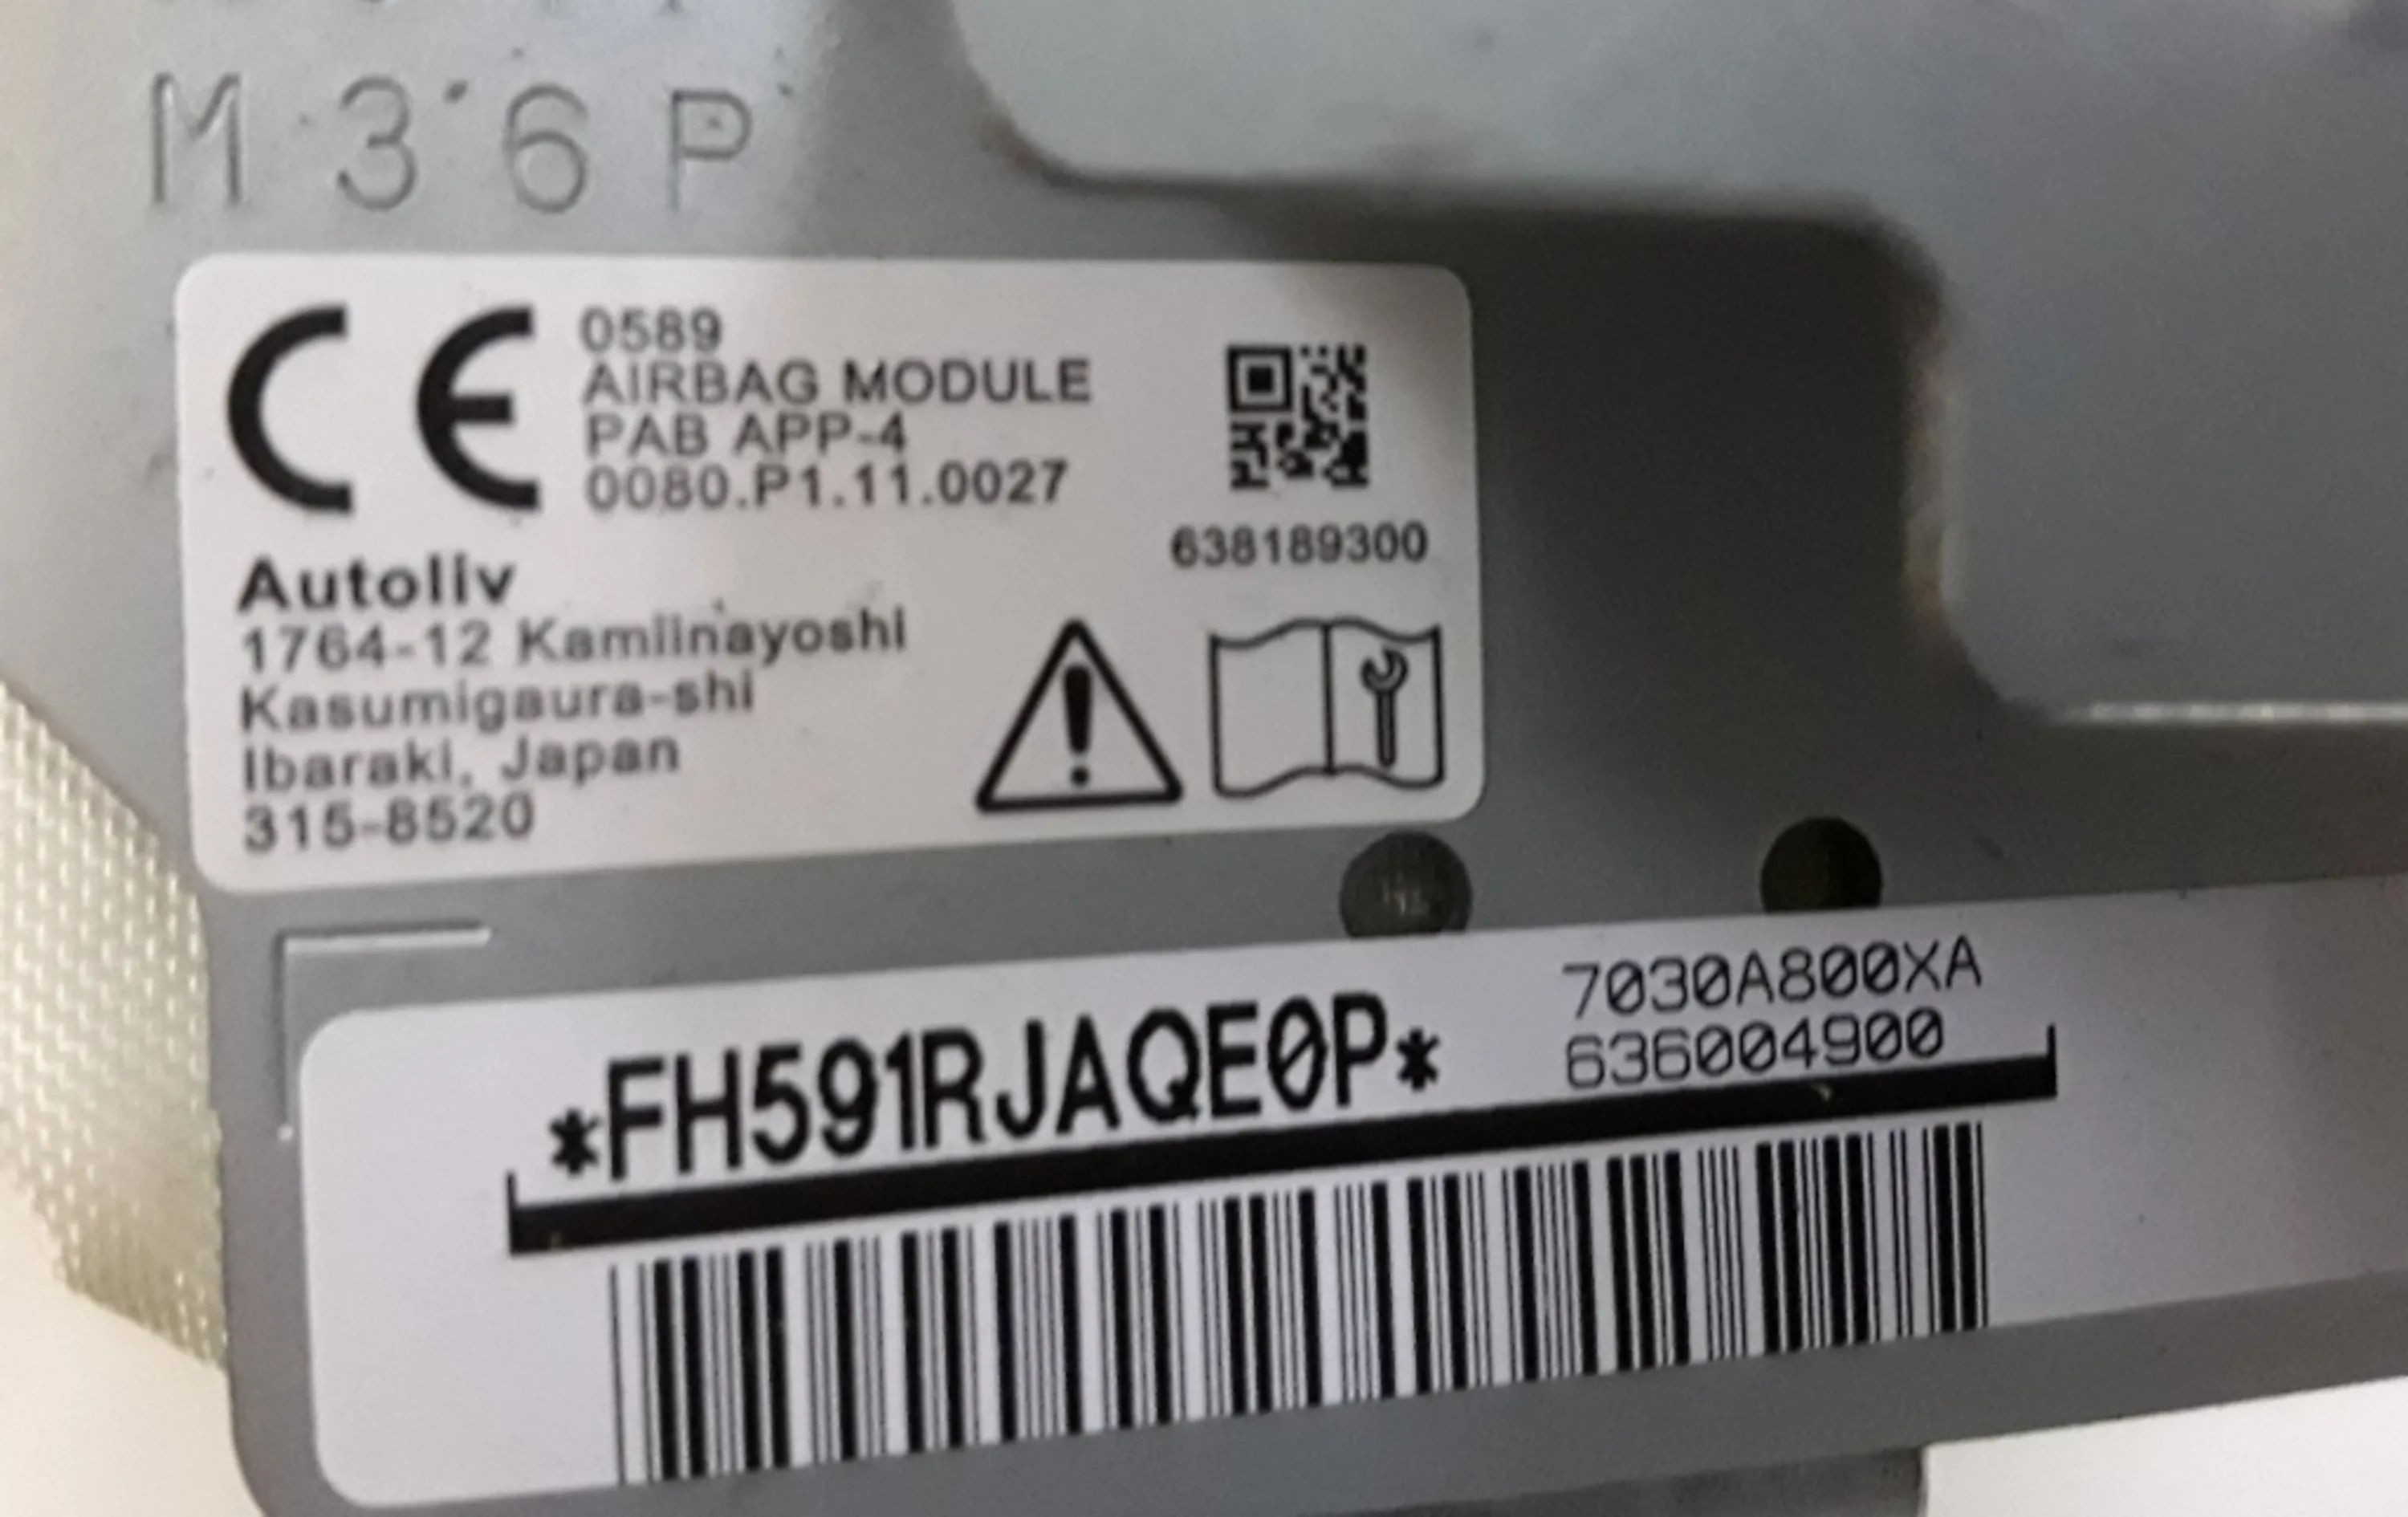 M36P
CE 0589
AIRBAG MODULE
PAB APP-4
0080.P1.11.0027
638189300
Autoliv
1764-12 Kamiinayoshi
Kasumigaura-shi
Ibaraki, Japan
315-8520
7030A800XA
636004900
*FH591RJAQE0P*